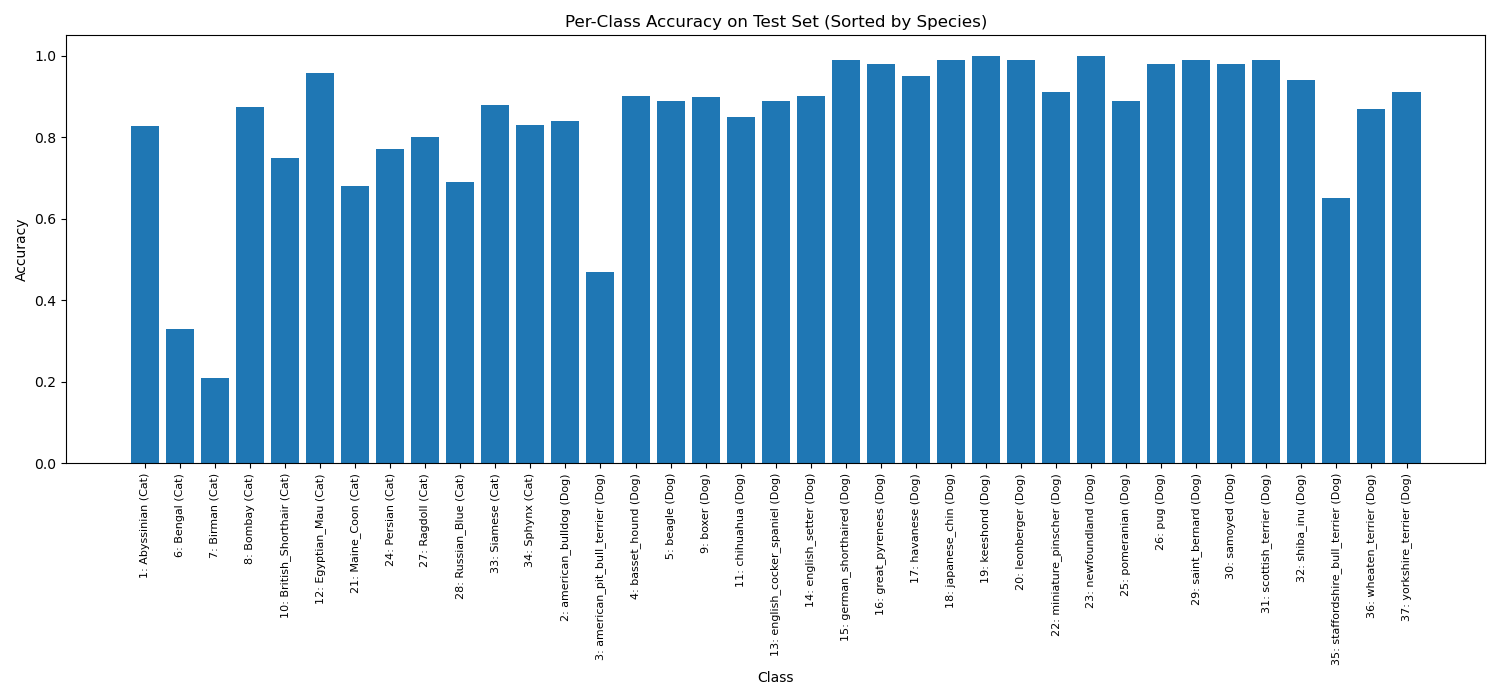 Per-Class Accuracy on Test Set (Sorted by Species)
Accuracy
1.0
0.8
0.6
0.4
0.2
0.0
1: Abyssinian (Cat)
6: Bengal (Cat)
7: Birman (Cat)
8: Bombay (Cat)
10: British_Shorthair (Cat)
12: Egyptian_Mau (Cat)
21: Maine_Coon (Cat)
24: Persian (Cat)
27: Ragdoll (Cat)
28: Russian_Blue (Cat)
33: Siamese (Cat)
34: Sphynx (Cat)
2: american_bulldog (Dog)
3: american_pit_bull_terrier (Dog)
4: basset_hound (Dog)
5: beagle (Dog)
9: boxer (Dog)
11: chihuahua (Dog)
13: english_cocker_spaniel (Dog)
14: english_setter (Dog)
15: german_shorthaired (Dog)
16: great_pyrenees (Dog)
17: havanese (Dog)
18: japanese_chin (Dog)
19: keeshond (Dog)
20: leonberger (Dog)
22: miniature_pinscher (Dog)
23: newfoundland (Dog)
25: pomeranian (Dog)
26: pug (Dog)
29: saint_bernard (Dog)
30: samoyed (Dog)
31: scottish_terrier (Dog)
32: shiba_inu (Dog)
35: staffordshire_bull_terrier (Dog)
36: wheaten_terrier (Dog)
37: yorkshire_terrier (Dog)
Class